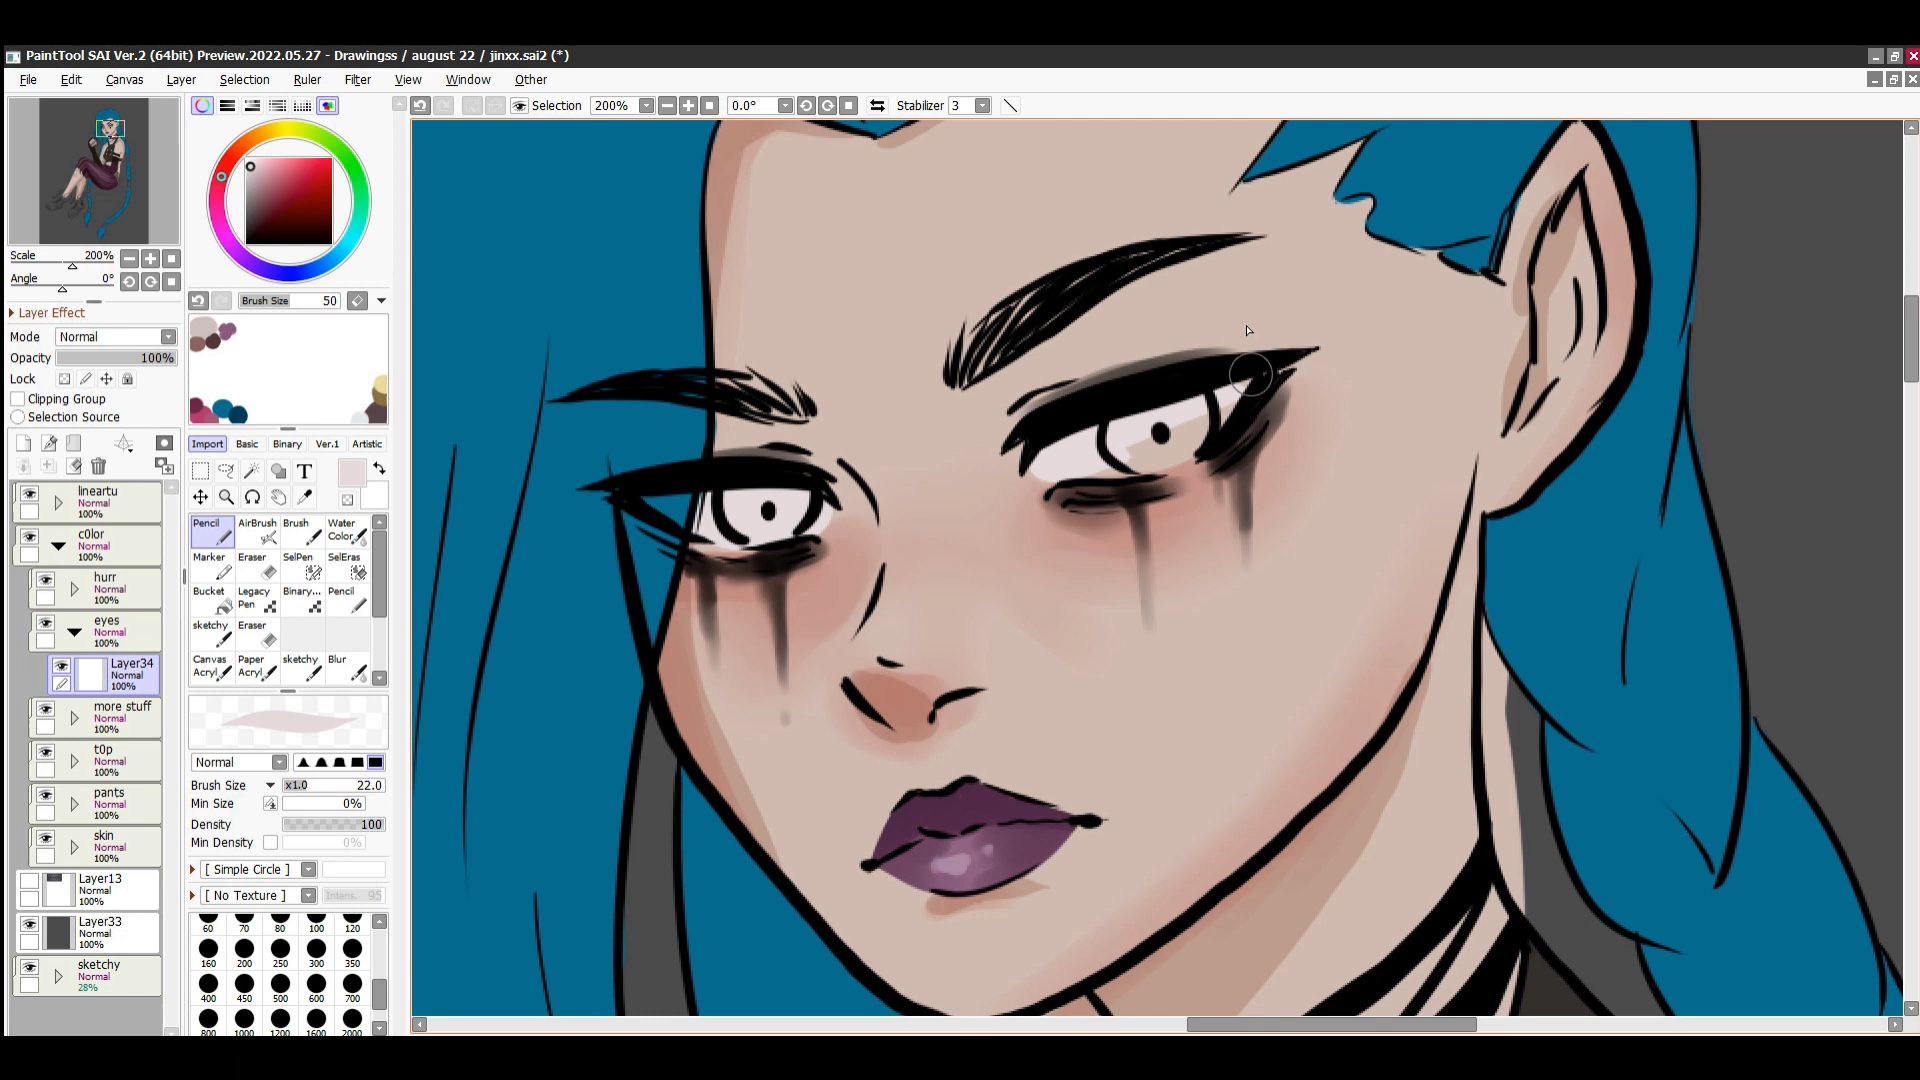 PaintTool SAI Ver.2 (64bit) Preview.2022.05.27 - Drawingss / august 22 / jinxx.sai2 (*)
File Edit Canvas Layer Selection Ruler Filter View Window Other
Selection 200% 0.0° Stabilizer 3
Scale 200%
Angle 0°
Layer Effect
Mode Normal
Opacity 100%
Lock
Clipping Group
Selection Source
lineartu
Normal
100%
c0lor
Normal
100%
hurr
Normal
100%
eyes
Normal
100%
Layer34
Normal
100%
more stuff
Normal
100%
t0p
Normal
100%
pants
Normal
100%
skin
Normal
100%
Layer13
Normal
100%
Layer33
Normal
100%
sketchy
Normal
28%
Brush Size 50
Import Basic Binary Ver.1 Artistic
T
Pencil AirBrush Brush Water Color
Marker Eraser SelPen SelEras
Bucket Legacy Pen Binary... Pencil
sketchy Eraser
Canvas Acryl Paper Acryl sketchy Blur
Normal
Brush Size x1.0 22.0
Min Size 0%
Density 100
Min Density 0%
[ Simple Circle ]
[ No Texture ] Intens. 95
60 70 80 100 120
160 200 250 300 350
400 450 500 600 700
800 1000 1200 1600 2000